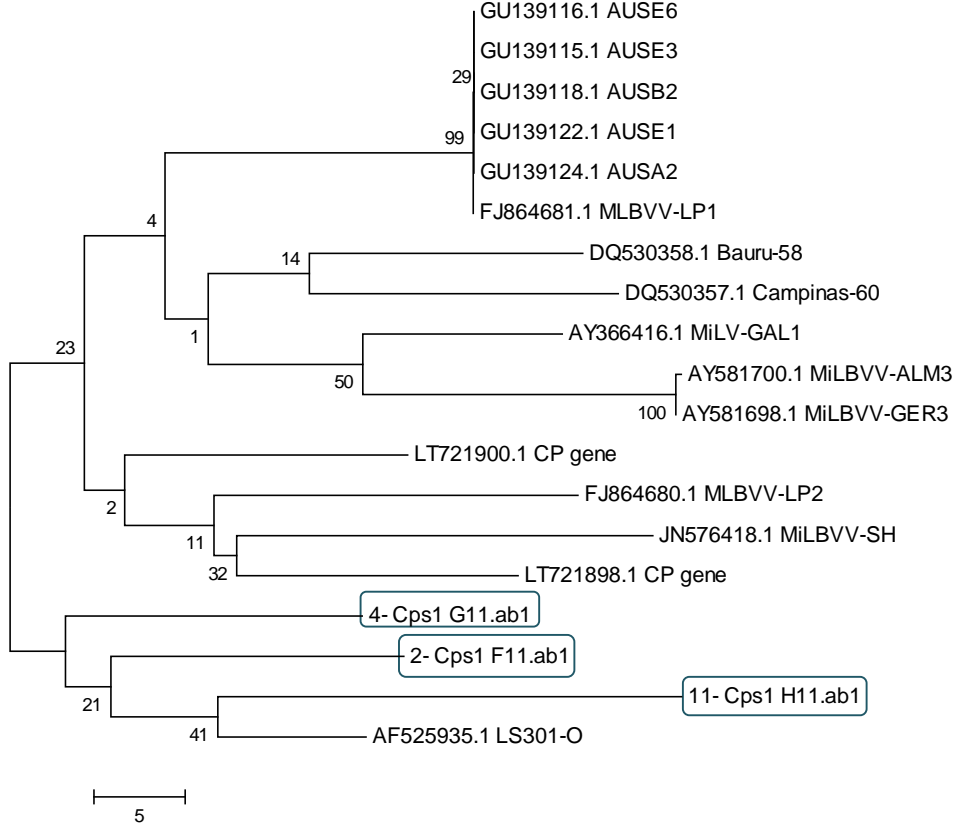 GU139116.1 AUSE6
GU139115.1 AUSE3
29
GU139118.1 AUSB2
GU139122.1 AUSE1
99
GU139124.1 AUSA2
FJ864681.1 MLBVV-LP1
4
DQ530358.1 Bauru-58
14
DQ530357.1 Campinas-60
1
AY366416.1 MiLV-GAL1
23
50
AY581700.1 MiLBVV-ALM3
100
AY581698.1 MiLBVV-GER3
LT721900.1 CP gene
2
FJ864680.1 MLBVV-LP2
11
JN576418.1 MiLBVV-SH
32
LT721898.1 CP gene
4- Cps1 G11.ab1
2- Cps1 F11.ab1
21
11- Cps1 H11.ab1
41
AF525935.1 LS301-O
5